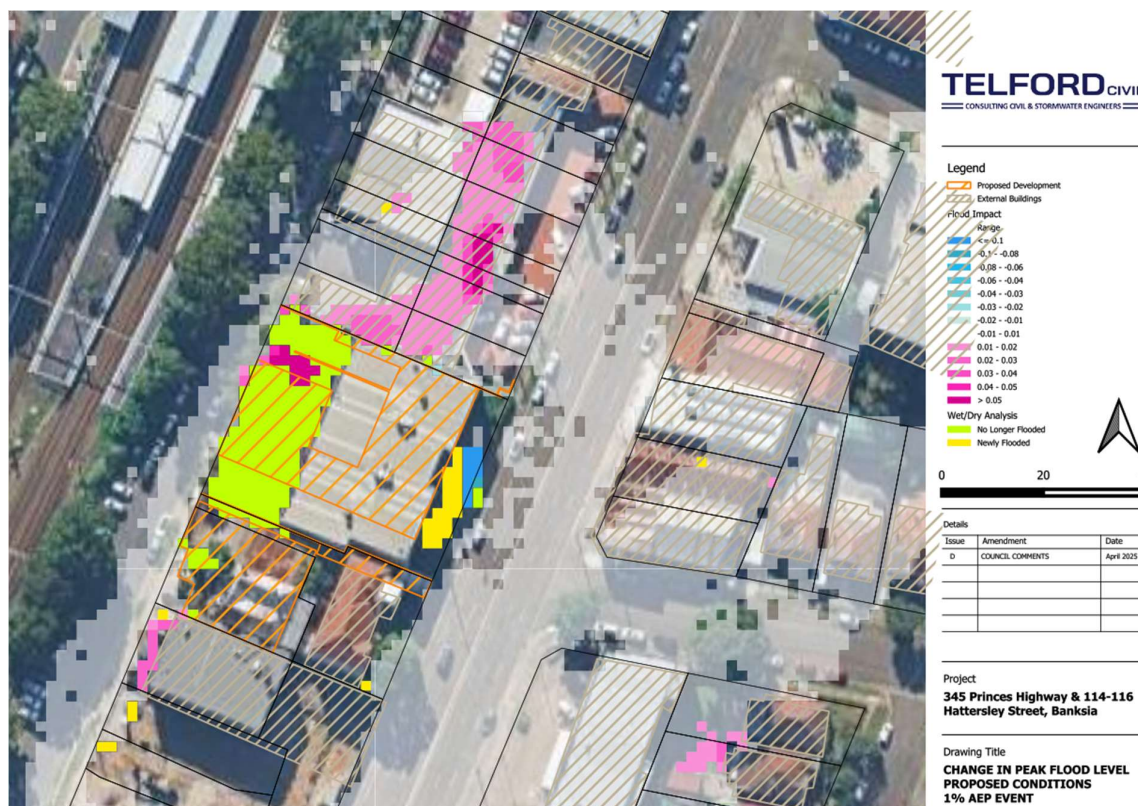 TELFORD CIVIL
CONSULTING CIVIL & STORMWATER ENGINEERS
Legend
Proposed Development
External Buildings
Flood Impact
Range
<= 0.1
-0.1 - -0.08
-0.08 - -0.06
-0.06 - -0.04
-0.04 - -0.03
-0.03 - -0.02
-0.02 - -0.01
-0.01 - 0.01
0.01 - 0.02
0.02 - 0.03
0.03 - 0.04
0.04 - 0.05
> 0.05
Wet/Dry Analysis
No Longer Flooded
Newly Flooded
0 20
Details
Issue Amendment Date
D COUNCIL COMMENTS April 2025
Project
345 Princes Highway & 114-116
Hattersley Street, Banksia
Drawing Title
CHANGE IN PEAK FLOOD LEVEL
PROPOSED CONDITIONS
1% AEP EVENT